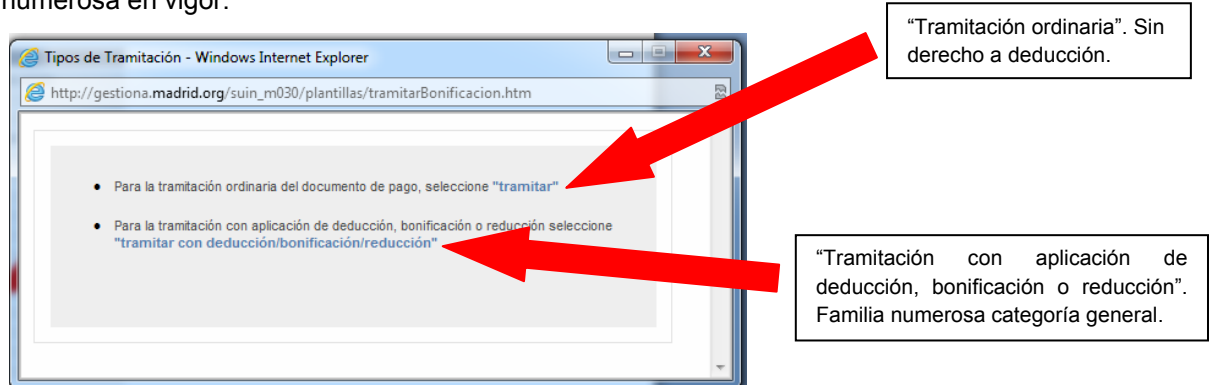 numerosa en vigor.
“Tramitación ordinaria”. Sin
derecho a deducción.
Tipos de Tramitación - Windows Internet Explorer
http://gestiona.madrid.org/suin_m030/plantillas/tramitarBonificacion.htm
• Para la tramitación ordinaria del documento de pago, seleccione "tramitar"
• Para la tramitación con aplicación de deducción, bonificación o reducción seleccione
"tramitar con deducción/bonificación/reducción"
“Tramitación con aplicación de
deducción, bonificación o reducción”.
Familia numerosa categoría general.